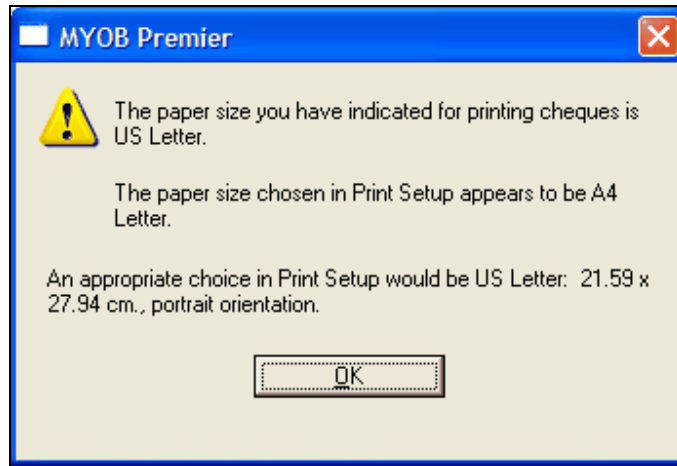 MYOB Premier
The paper size you have indicated for printing cheques is
US Letter.
The paper size chosen in Print Setup appears to be A4
Letter.
An appropriate choice in Print Setup would be US Letter: 21.59 x
27.94 cm., portrait orientation.
OK